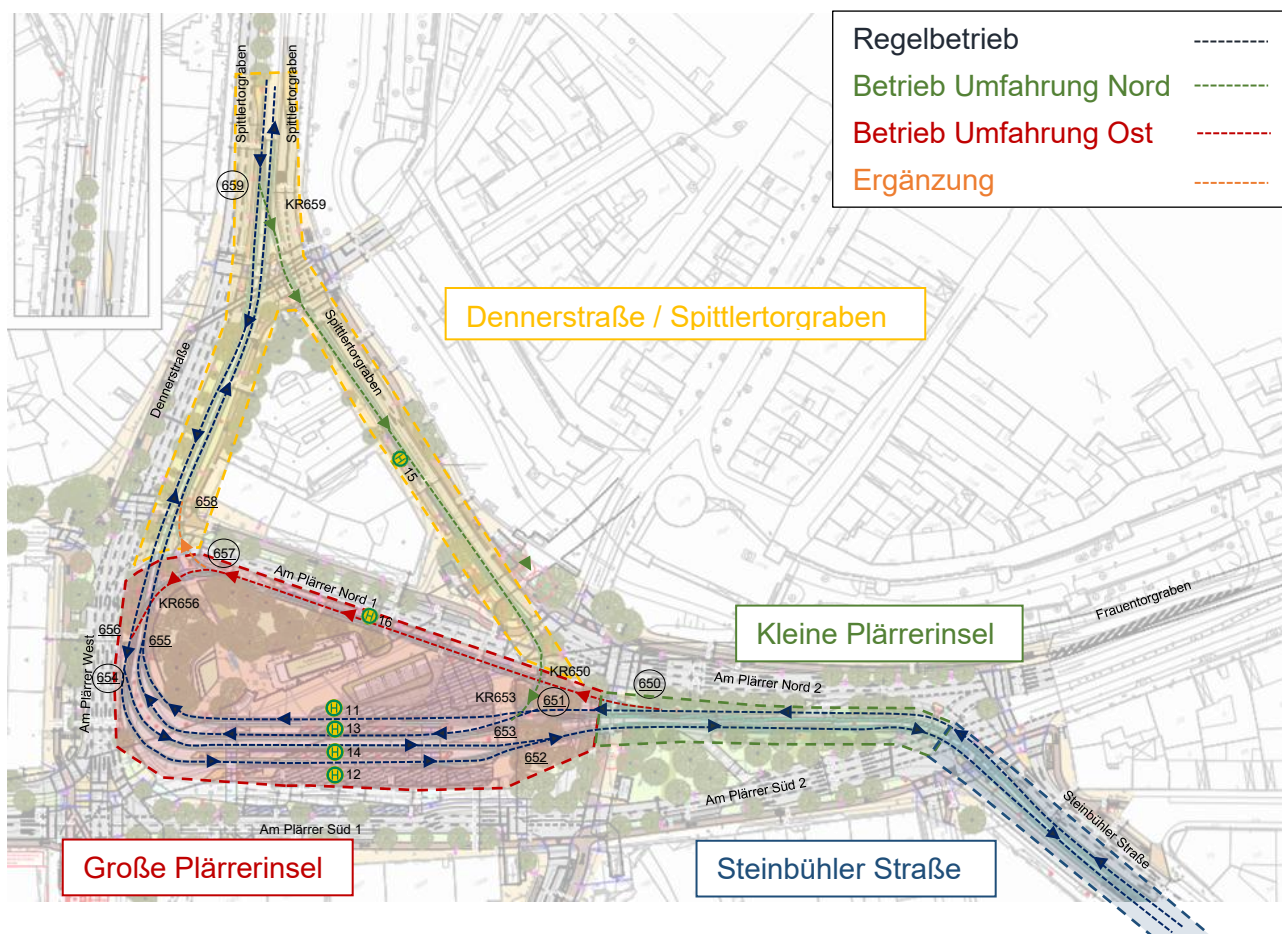 Regelbetrieb
Betrieb Umfahrung Nord
Betrieb Umfahrung Ost
Ergänzung
Spittlertorgraben
Spittlertorgraben
659
KR659
Dennerstraße / Spittlertorgraben
Spittlertorgraben
Dennerstraße
H 15
658
657
Am Plärrer Nord 1
KR656
H 16
Frauentorgraben
656
655
Kleine Plärrerinsel
Am Plärrer West
654
KR650
650
Am Plärrer Nord 2
KR653
651
H 11
H 13
653
H 14
652
H 12
Am Plärrer Süd 2
Steinbühler Straße
Am Plärrer Süd 1
Große Plärrerinsel
Steinbühler Straße